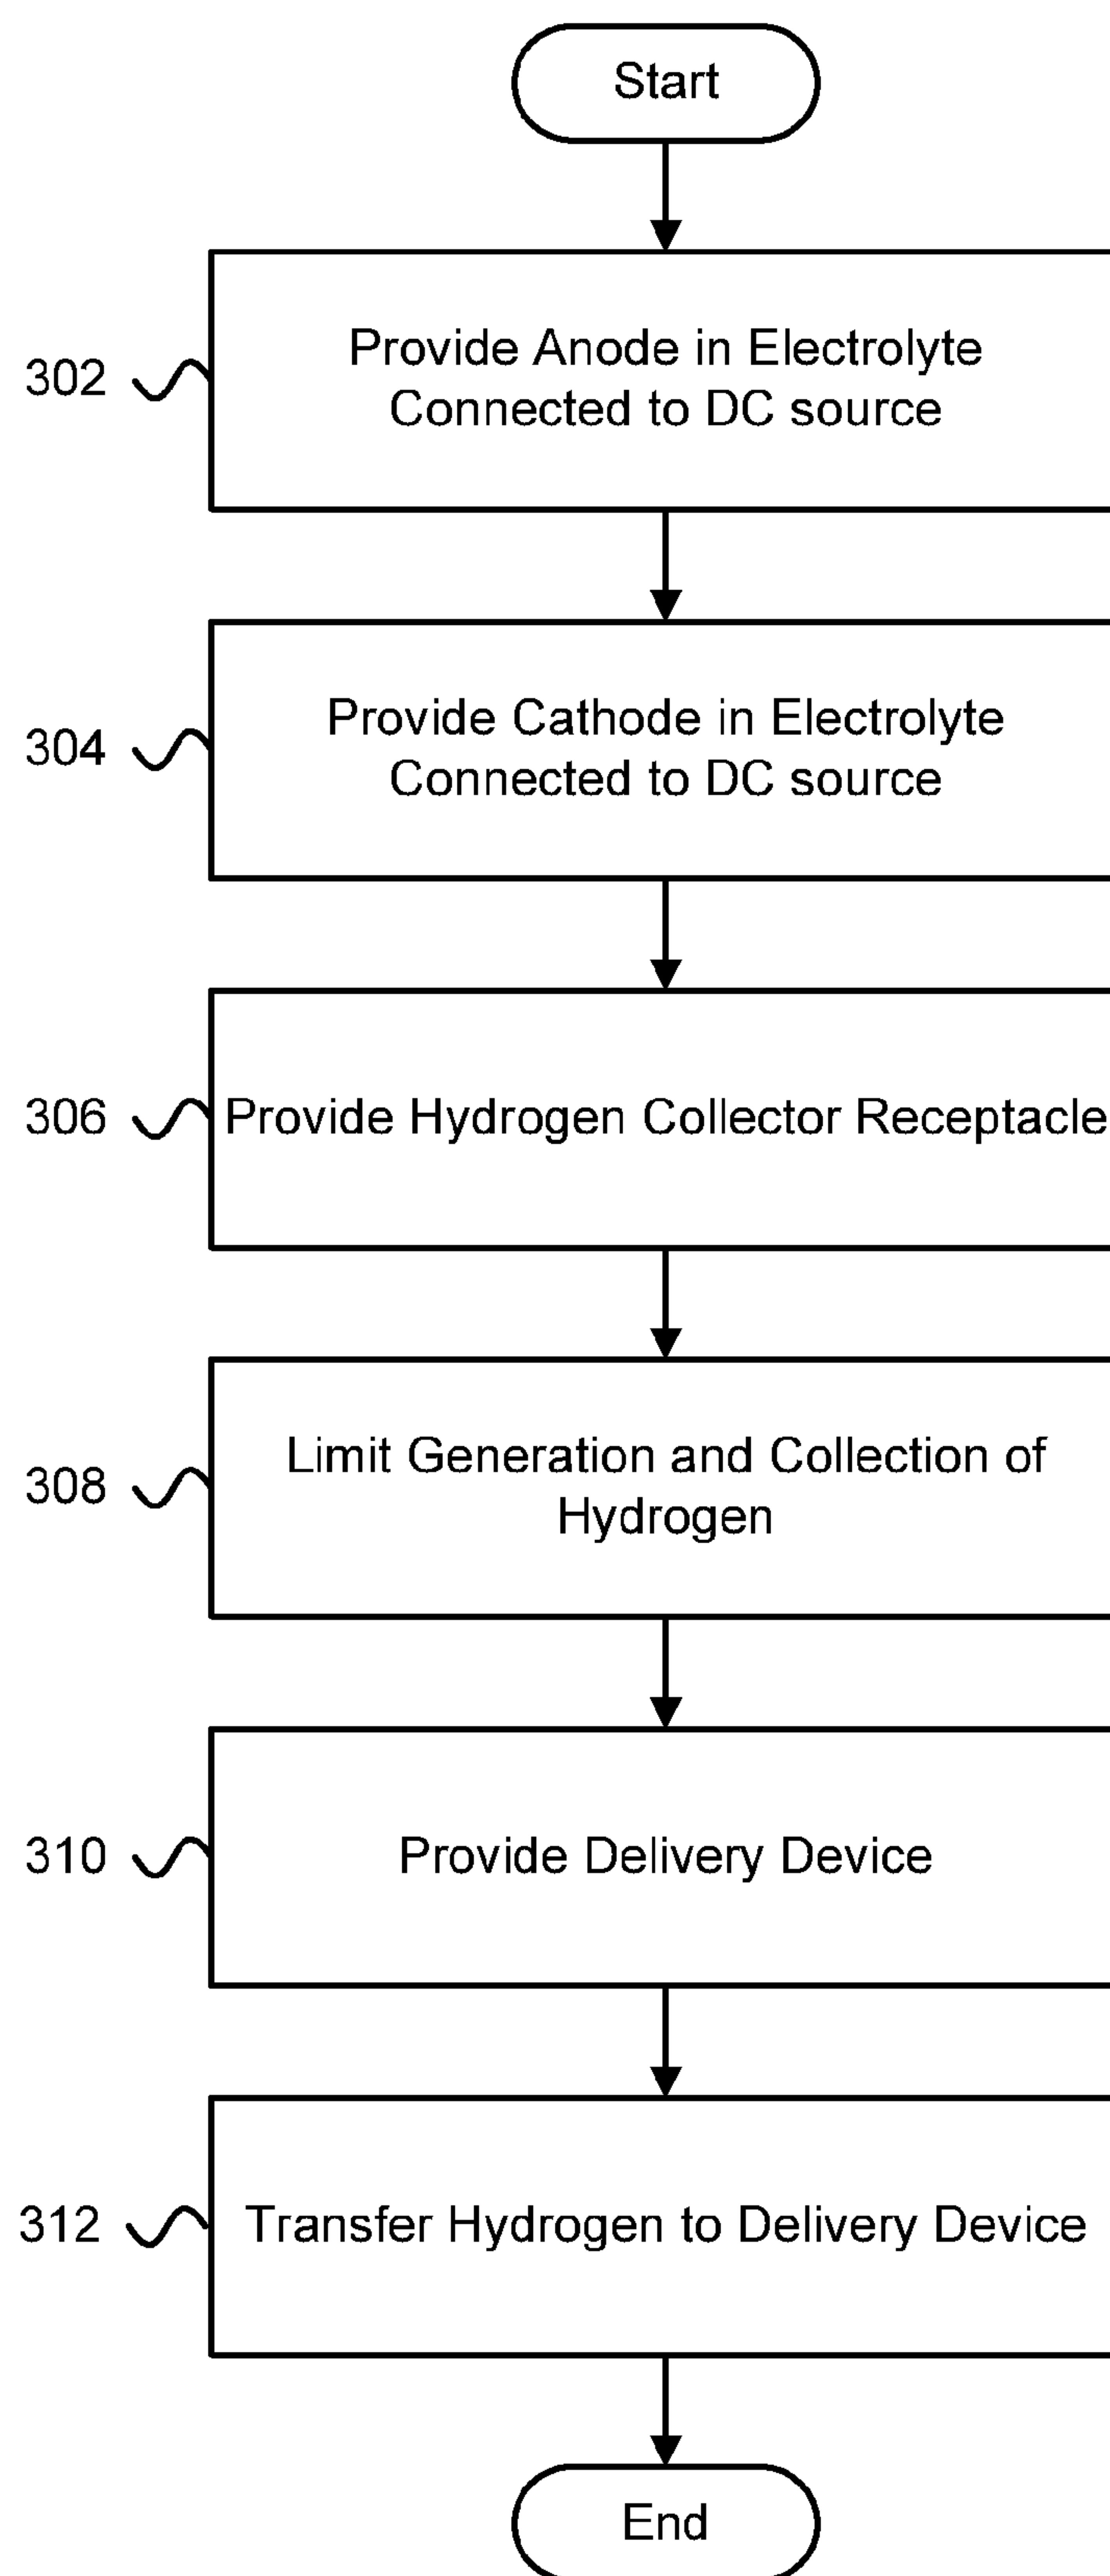 Start
302
Provide Anode in Electrolyte
Connected to DC source
304
Provide Cathode in Electrolyte
Connected to DC source
306
Provide Hydrogen Collector Receptacle
308
Limit Generation and Collection of
Hydrogen
310
Provide Delivery Device
312
Transfer Hydrogen to Delivery Device
End